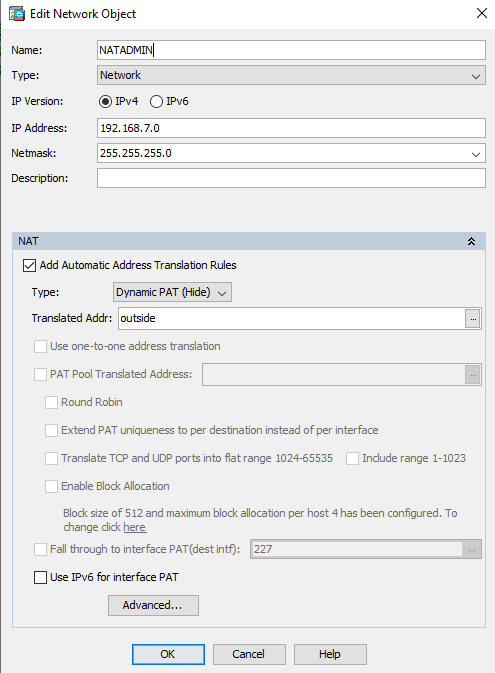 Edit Network Object
Name: NATADMIN
Type: Network
IP Version: IPv4 IPv6
IP Address: 192.168.7.0
Netmask: 255.255.255.0
Description:
NAT
Add Automatic Address Translation Rules
Type: Dynamic PAT (Hide)
Translated Addr: outside ...
Use one-to-one address translation
PAT Pool Translated Address: ...
Round Robin
Extend PAT uniqueness to per destination instead of per interface
Translate TCP and UDP ports into flat range 1024-65535 Include range 1-1023
Enable Block Allocation
Block size of 512 and maximum block allocation per host 4 has been configured. To
change click here
Fall through to interface PAT(dest intf): 227
Use IPv6 for interface PAT
Advanced...
OK Cancel Help